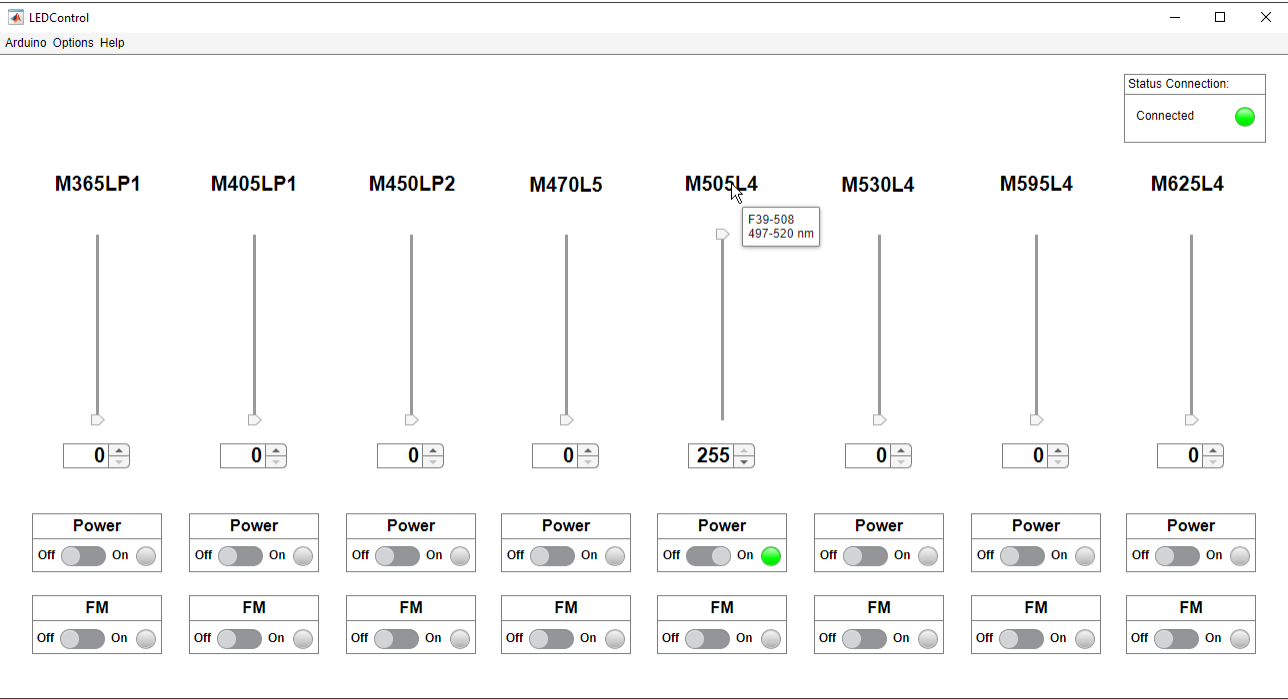 LEDControl
Arduino Options Help
Status Connection:
Connected
M365LP1 M405LP1 M450LP2 M470L5 M505L4 M530L4 M595L4 M625L4
F39-508
497-520 nm
0 0 0 0 255 0 0 0
Power Power Power Power Power Power Power Power
Off On Off On Off On Off On Off On Off On Off On Off On
FM FM FM FM FM FM FM FM
Off On Off On Off On Off On Off On Off On Off On Off On